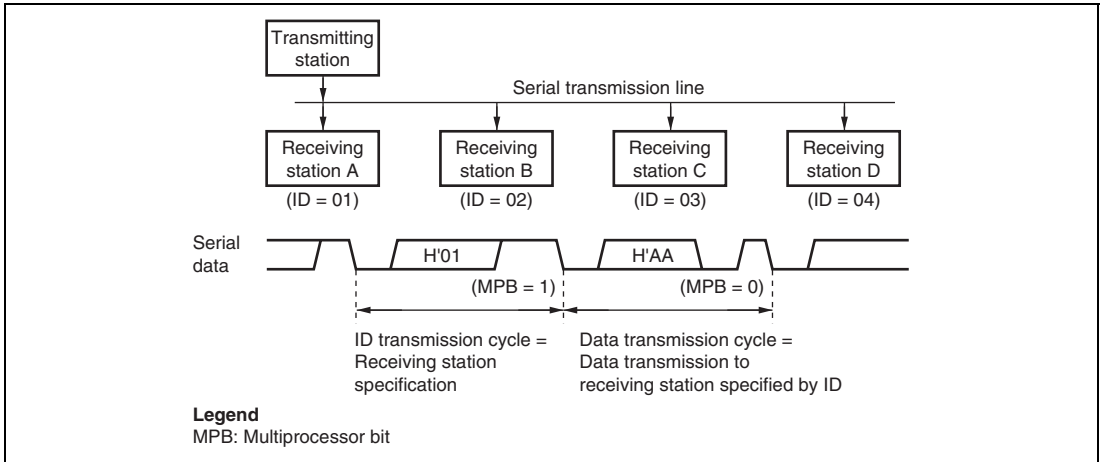 Transmitting
station
Serial transmission line
Receiving
station A
Receiving
station B
Receiving
station C
Receiving
station D
(ID = 01)
(ID = 02)
(ID = 03)
(ID = 04)
Serial
data
H'01
H'AA
(MPB = 1)
(MPB = 0)
ID transmission cycle =
Receiving station
specification
Data transmission cycle =
Data transmission to
receiving station specified by ID
Legend
MPB: Multiprocessor bit